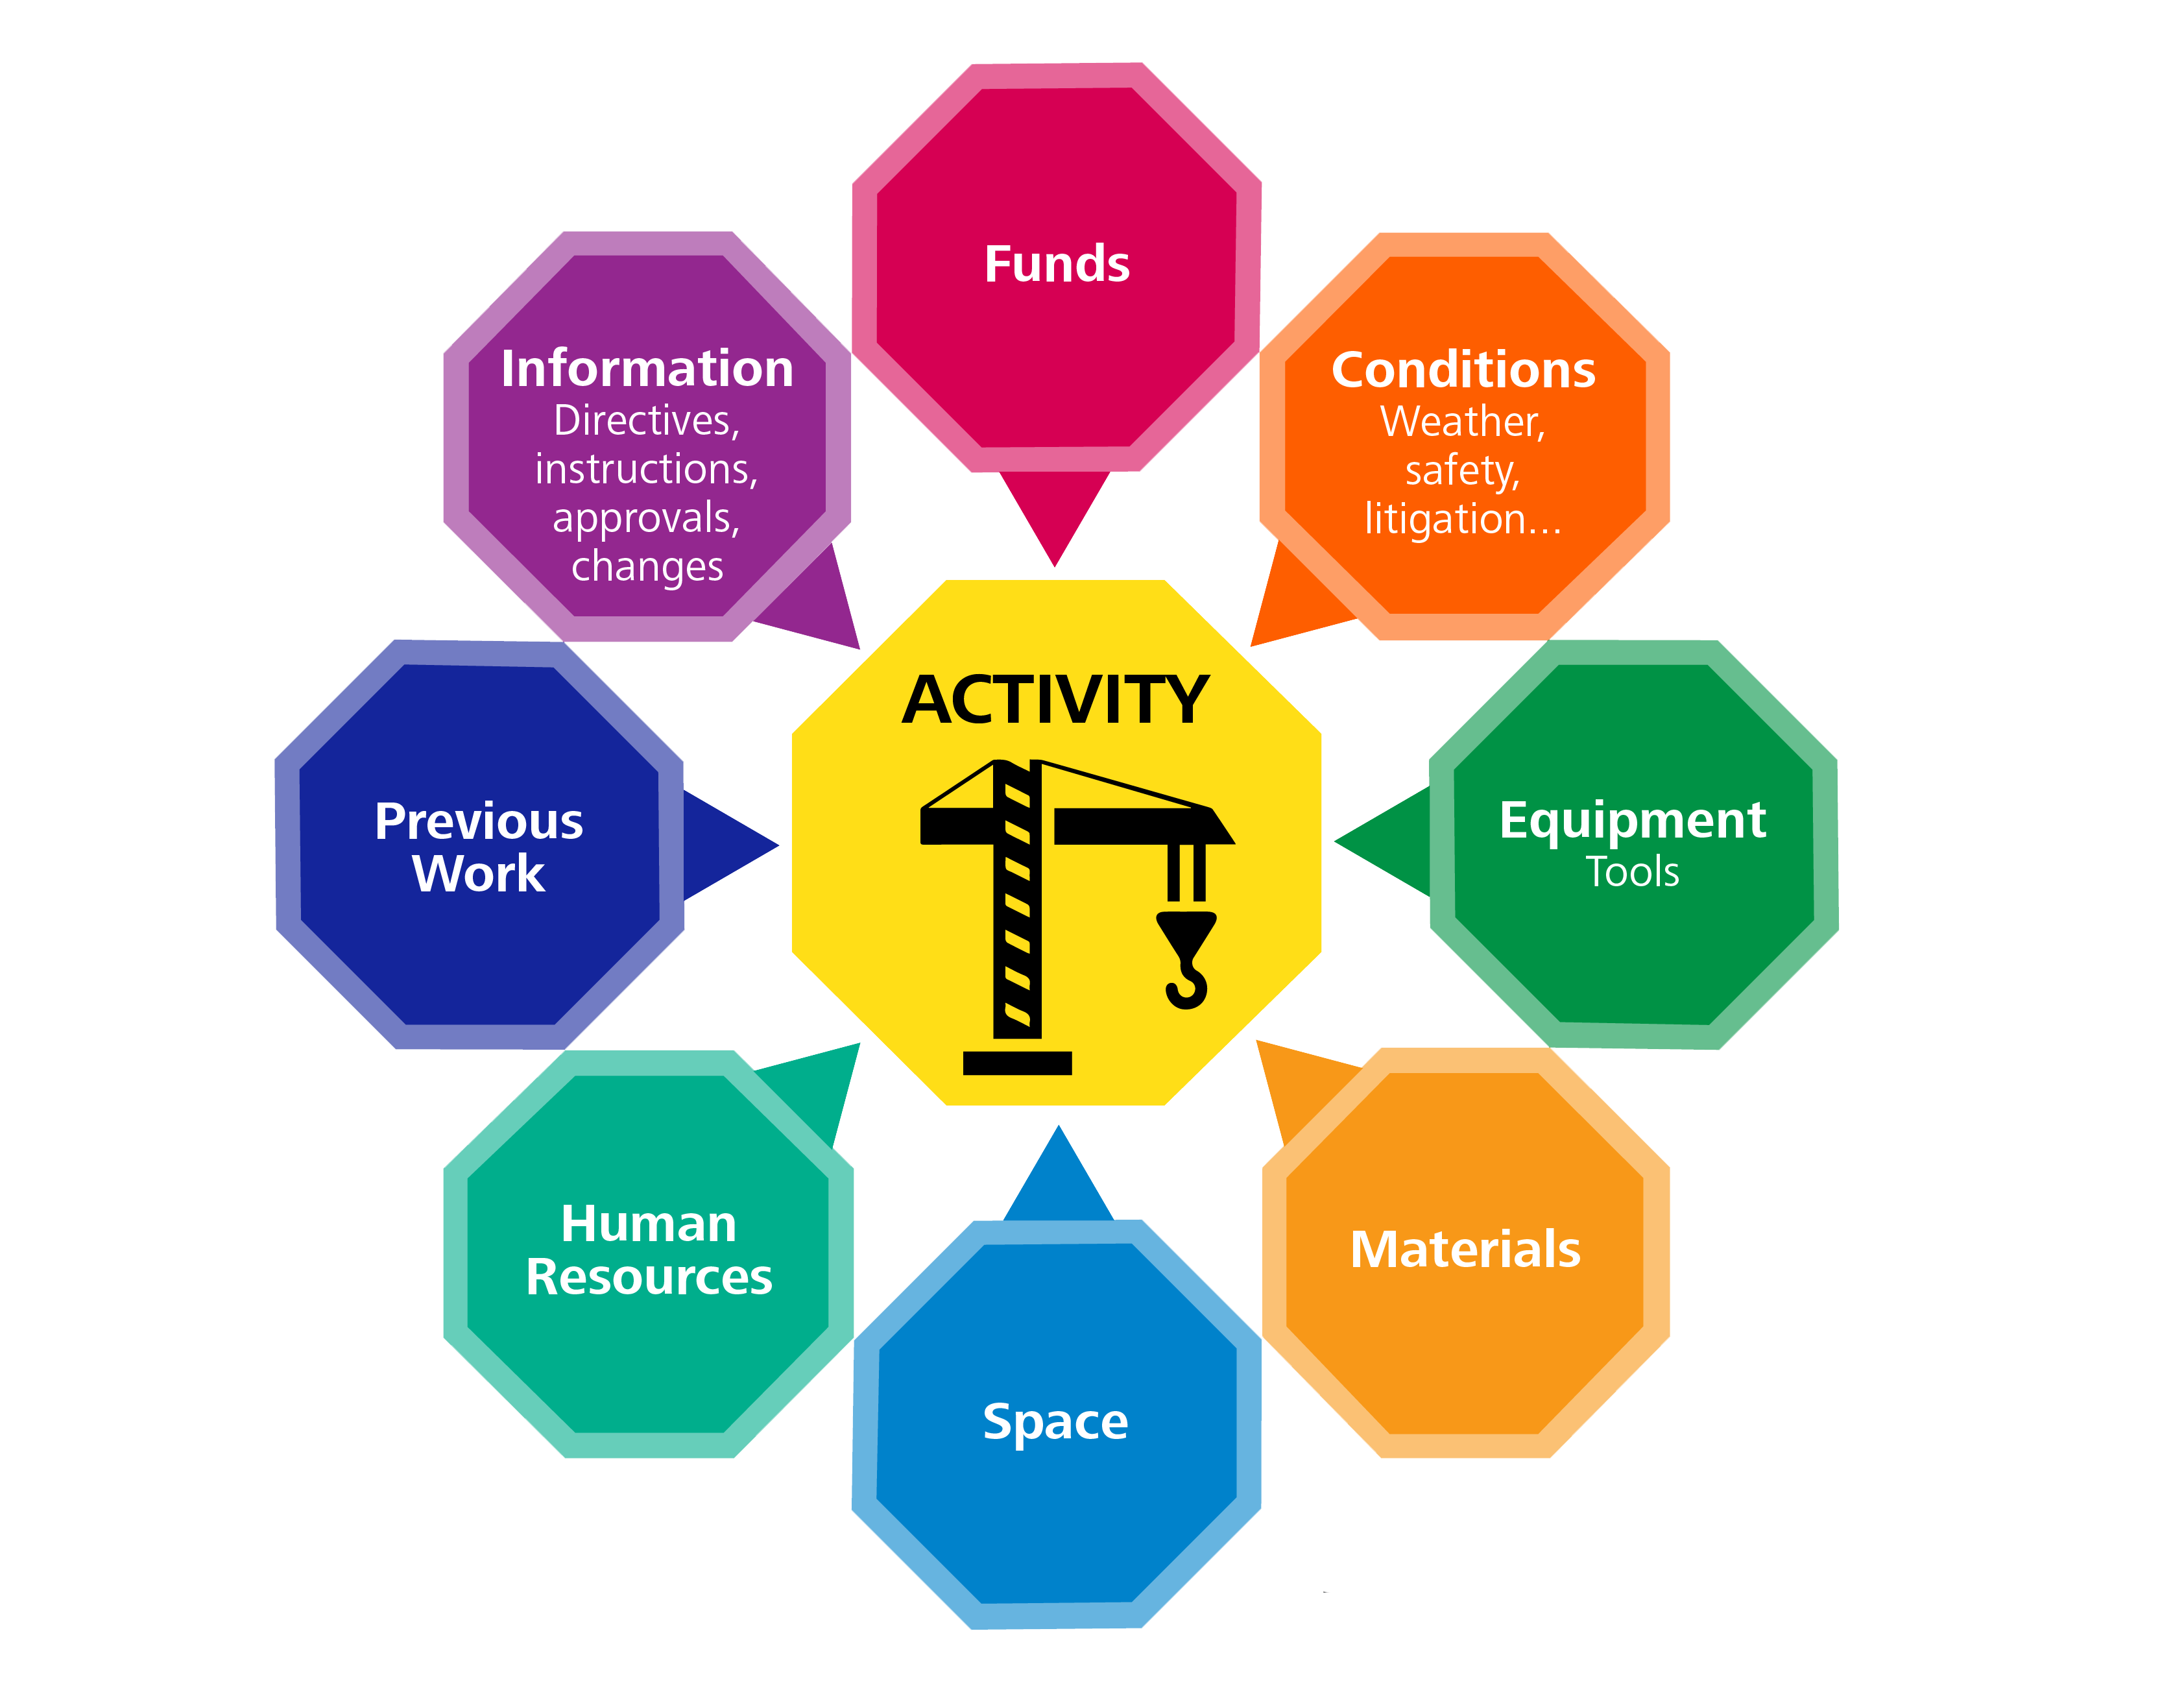 Funds
Information
Directives,
instructions,
approvals,
changes
Conditions
Weather,
safety,
litigation...
ACTIVITY
Previous
Work
Equipment
Tools
Human
Resources
Materials
Space